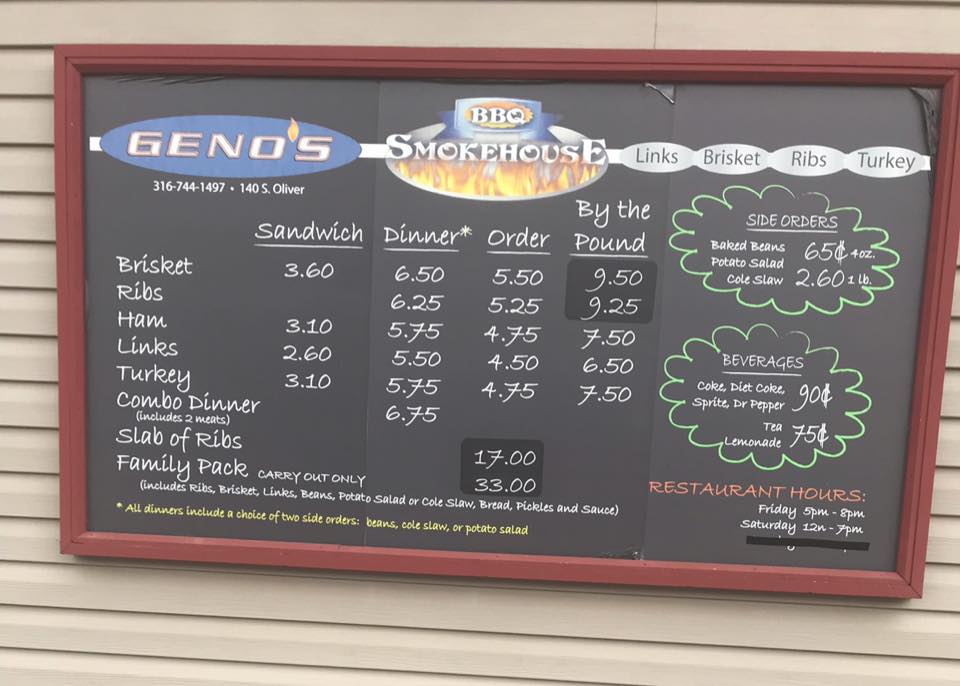 GENO'S
BBQ
SMOKEHOUSE
Links Brisket Ribs Turkey
316-744-1497 • 140 S. Oliver
Sandwich Dinner* Order By the Pound
Brisket 3.60 6.50 5.50 9.50
Ribs 6.25 5.25 9.25
Ham 3.10 5.75 4.75 7.50
Links 2.60 5.50 4.50 6.50
Turkey 3.10 5.75 4.75 7.50
Combo Dinner 6.75
(includes 2 meats)
Slab of Ribs 17.00
Family Pack CARRY OUT ONLY 33.00
(includes Ribs, Brisket, Links, Beans, Potato Salad or Cole Slaw, Bread, Pickles and Sauce)
* All dinners include a choice of two side orders: beans, cole slaw, or potato salad
SIDE ORDERS
Baked Beans 65¢ 4oz.
Potato Salad
Cole Slaw 2.60 1 lb.
BEVERAGES
Coke, Diet Coke, 90¢
Sprite, Dr Pepper
Tea 75¢
Lemonade
RESTAURANT HOURS:
Friday 5pm - 8pm
Saturday 12n - 7pm